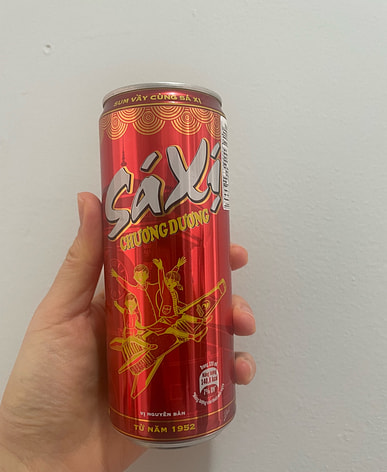 SUM VẦY CÙNG SÁ XỊ
Sá Xị
CHƯƠNG DƯƠNG
VỊ NGUYÊN BẢN
TỪ NĂM 1952